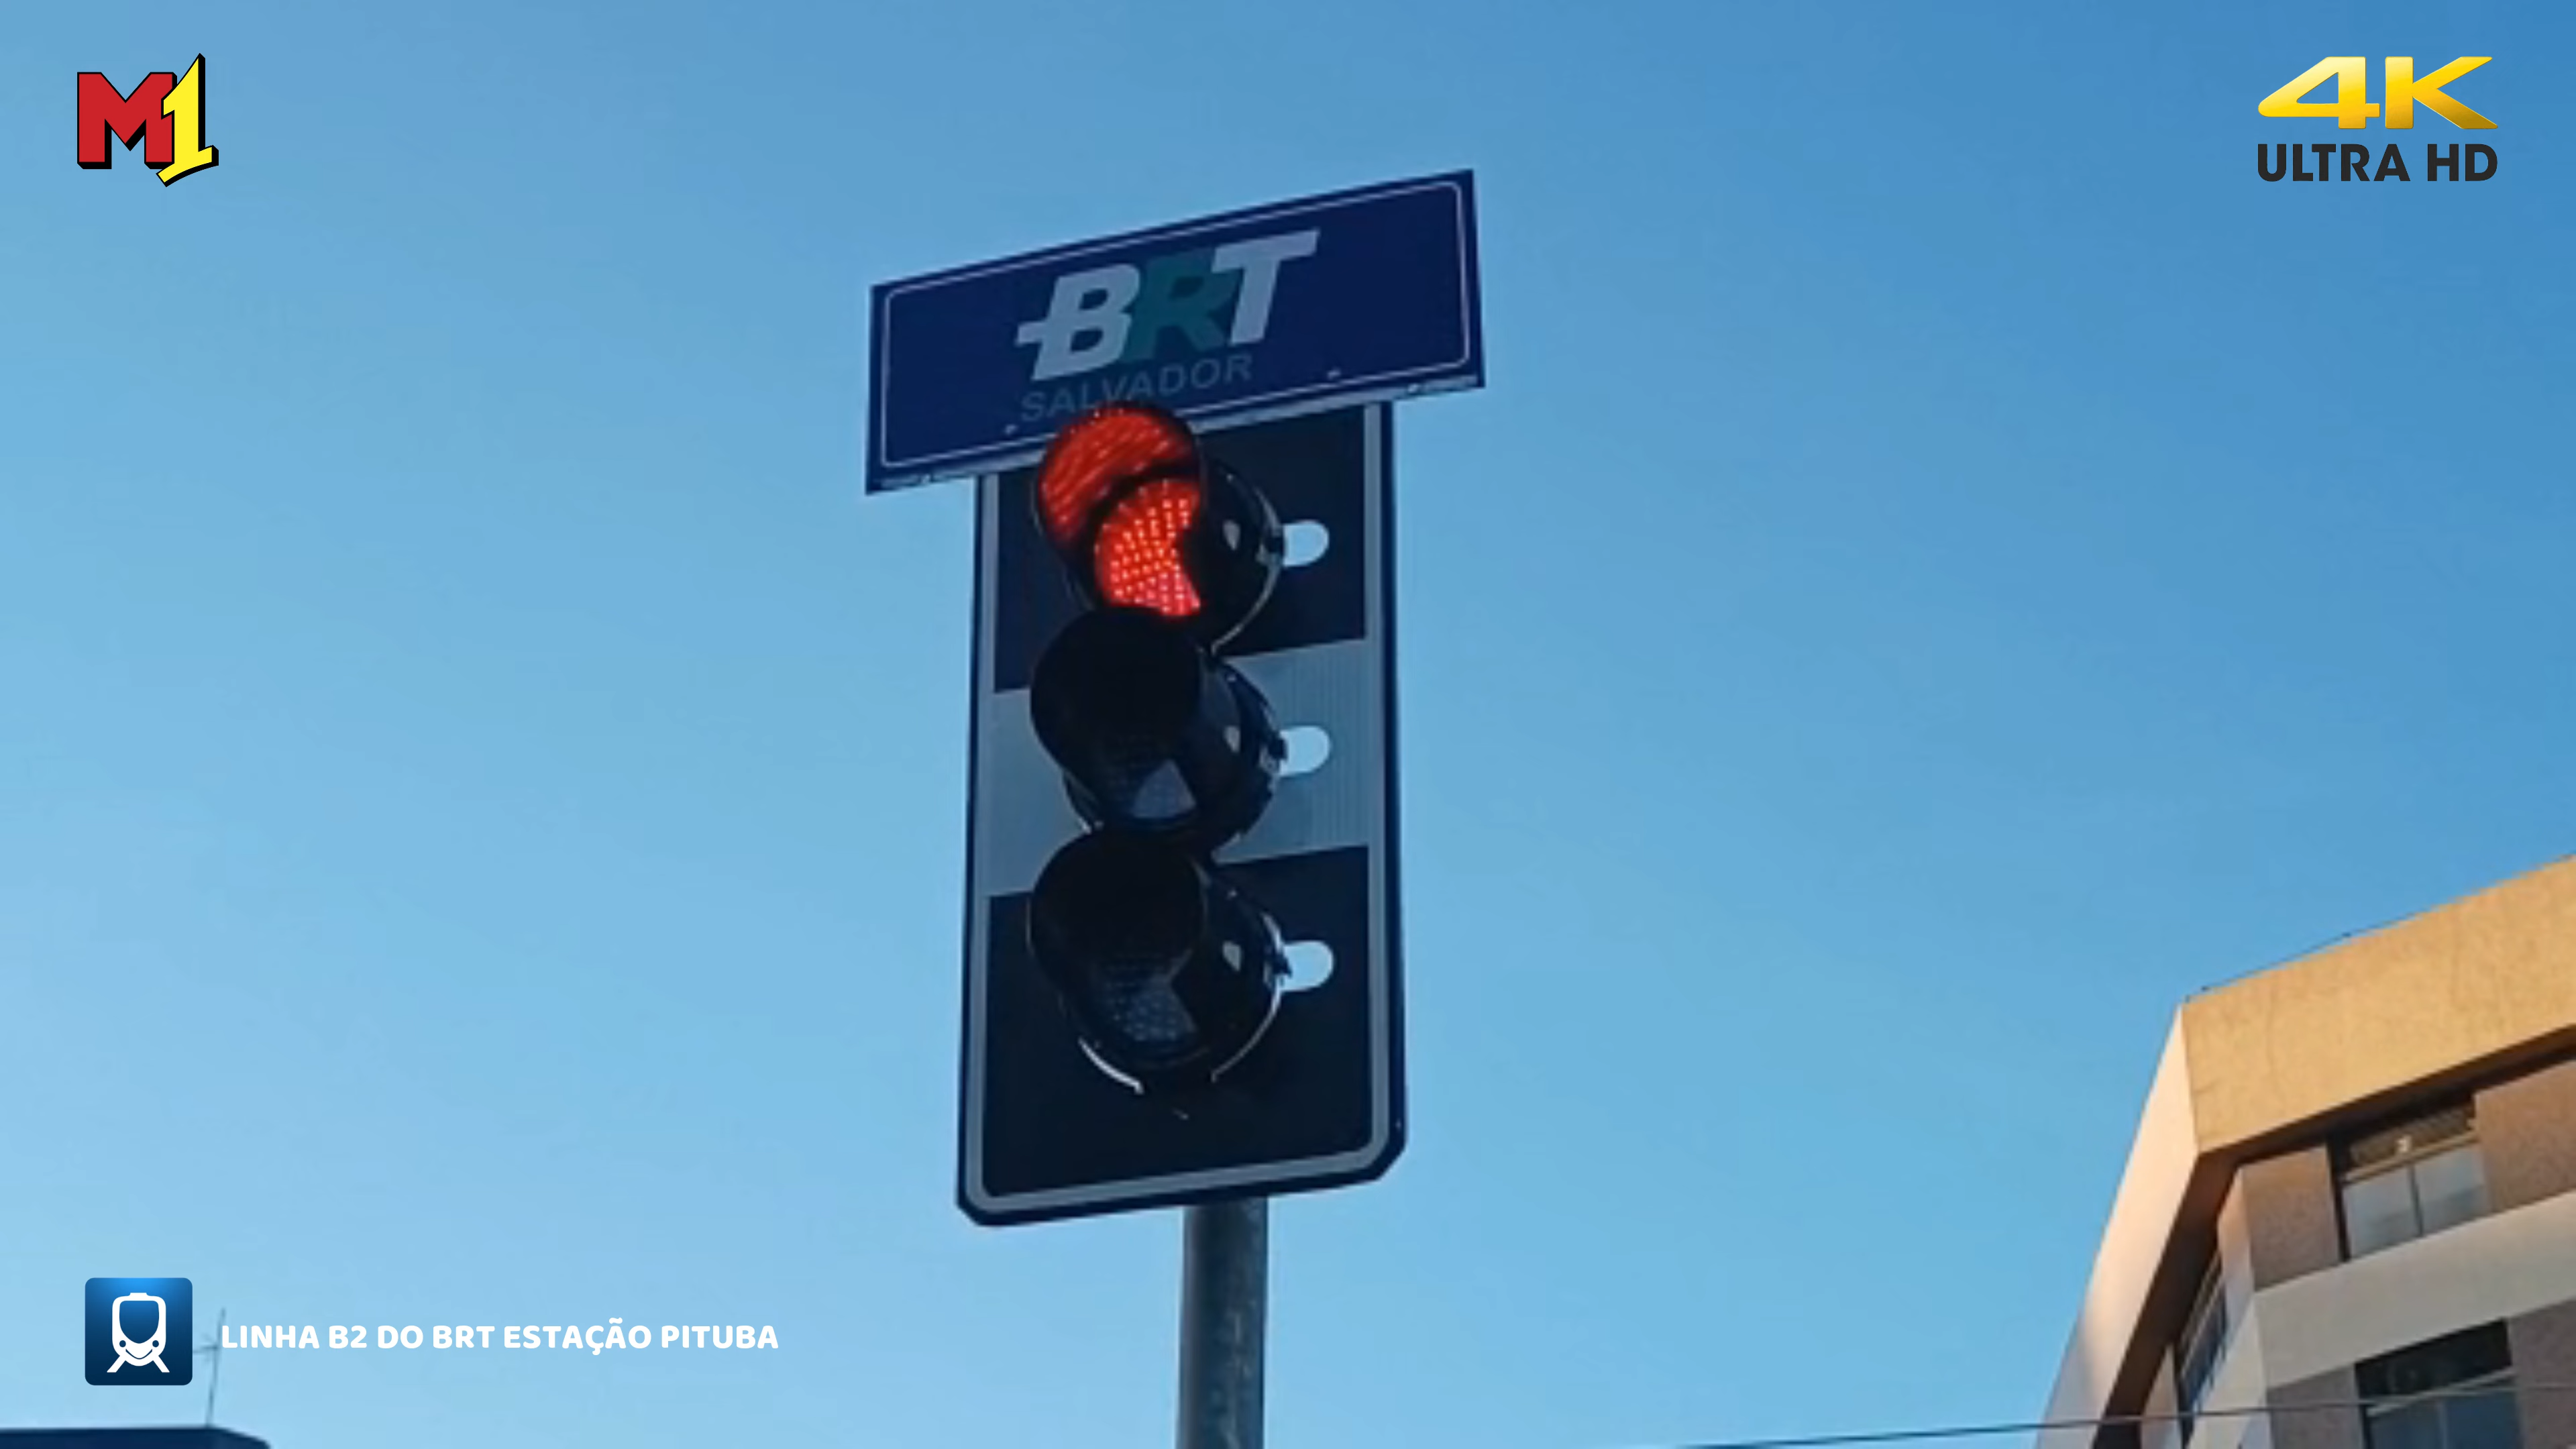 M1
4K
ULTRA HD
BRT
SALVADOR
LINHA B2 DO BRT ESTAÇÃO PITUBA